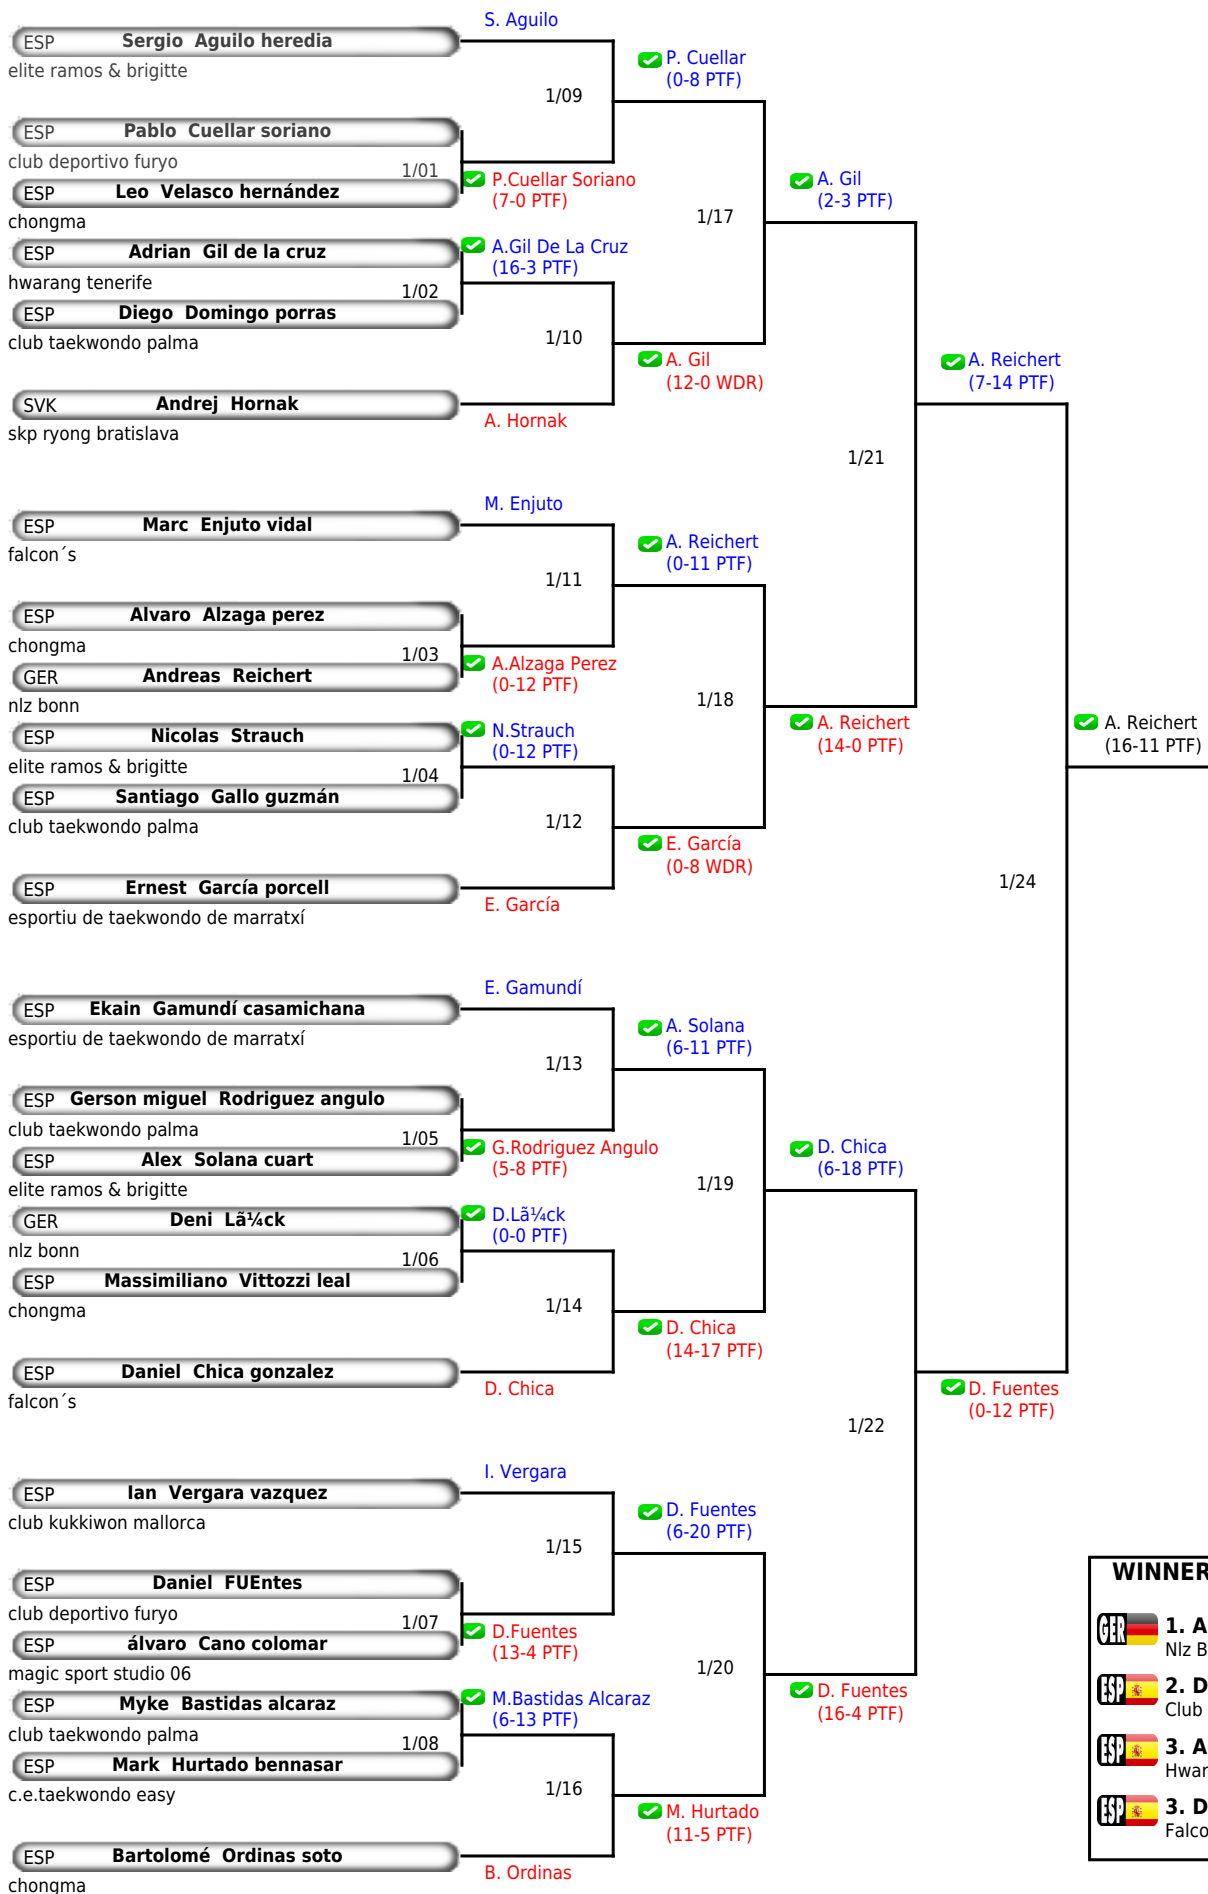 S. Aguilo
ESP Sergio Aguilo heredia
elite ramos & brigitte
P. Cuellar
(0-8 PTF)
1/09
ESP Pablo Cuellar soriano
club deportivo furyo
1/01
P.Cuellar Soriano
(7-0 PTF)
ESP Leo Velasco hernández
chongma
A. Gil
(2-3 PTF)
1/17
ESP Adrian Gil de la cruz
hwarang tenerife
A.Gil De La Cruz
(16-3 PTF)
1/02
ESP Diego Domingo porras
club taekwondo palma
1/10
A. Gil
(12-0 WDR)
A. Reichert
(7-14 PTF)
SVK Andrej Hornak
skp ryong bratislava
A. Hornak
1/21
M. Enjuto
ESP Marc Enjuto vidal
falcon´s
A. Reichert
(0-11 PTF)
1/11
ESP Alvaro Alzaga perez
chongma
1/03
A.Alzaga Perez
(0-12 PTF)
GER Andreas Reichert
nlz bonn
1/18
A. Reichert
(14-0 PTF)
A. Reichert
(16-11 PTF)
ESP Nicolas Strauch
elite ramos & brigitte
N.Strauch
(0-12 PTF)
1/04
ESP Santiago Gallo guzmán
club taekwondo palma
1/12
E. García
(0-8 WDR)
ESP Ernest García porcell
esportiu de taekwondo de marratxí
E. García
1/24
E. Gamundí
ESP Ekain Gamundí casamichana
esportiu de taekwondo de marratxí
A. Solana
(6-11 PTF)
1/13
ESP Gerson miguel Rodriguez angulo
club taekwondo palma
1/05
G.Rodriguez Angulo
(5-8 PTF)
ESP Alex Solana cuart
elite ramos & brigitte
D. Chica
(6-18 PTF)
1/19
GER Deni Lã¼ck
nlz bonn
D.Lã¼ck
(0-0 PTF)
1/06
ESP Massimiliano Vittozzi leal
chongma
1/14
D. Chica
(14-17 PTF)
ESP Daniel Chica gonzalez
falcon´s
D. Chica
D. Fuentes
(0-12 PTF)
1/22
I. Vergara
ESP Ian Vergara vazquez
club kukkiwon mallorca
D. Fuentes
(6-20 PTF)
1/15
ESP Daniel FUEntes
club deportivo furyo
1/07
D.Fuentes
(13-4 PTF)
ESP álvaro Cano colomar
magic sport studio 06
1/20
D. Fuentes
(16-4 PTF)
ESP Myke Bastidas alcaraz
club taekwondo palma
M.Bastidas Alcaraz
(6-13 PTF)
1/08
ESP Mark Hurtado bennasar
c.e.taekwondo easy
1/16
M. Hurtado
(11-5 PTF)
ESP Bartolomé Ordinas soto
chongma
B. Ordinas
WINNER
GER 1. A
Nlz B
ESP 2. D
Club
ESP 3. A
Hwar
ESP 3. D
Falco